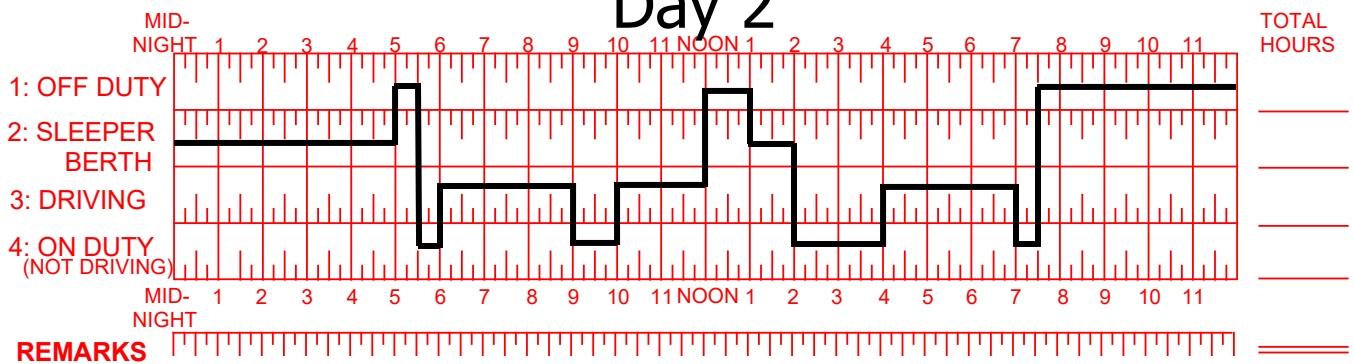 Day 2
MID-
NIGHT 1 2 3 4 5 6 7 8 9 10 11 NOON 1 2 3 4 5 6 7 8 9 10 11
TOTAL
HOURS
1: OFF DUTY
2: SLEEPER
BERTH
3: DRIVING
4: ON DUTY
(NOT DRIVING)
MID-
NIGHT 1 2 3 4 5 6 7 8 9 10 11 NOON 1 2 3 4 5 6 7 8 9 10 11
REMARKS